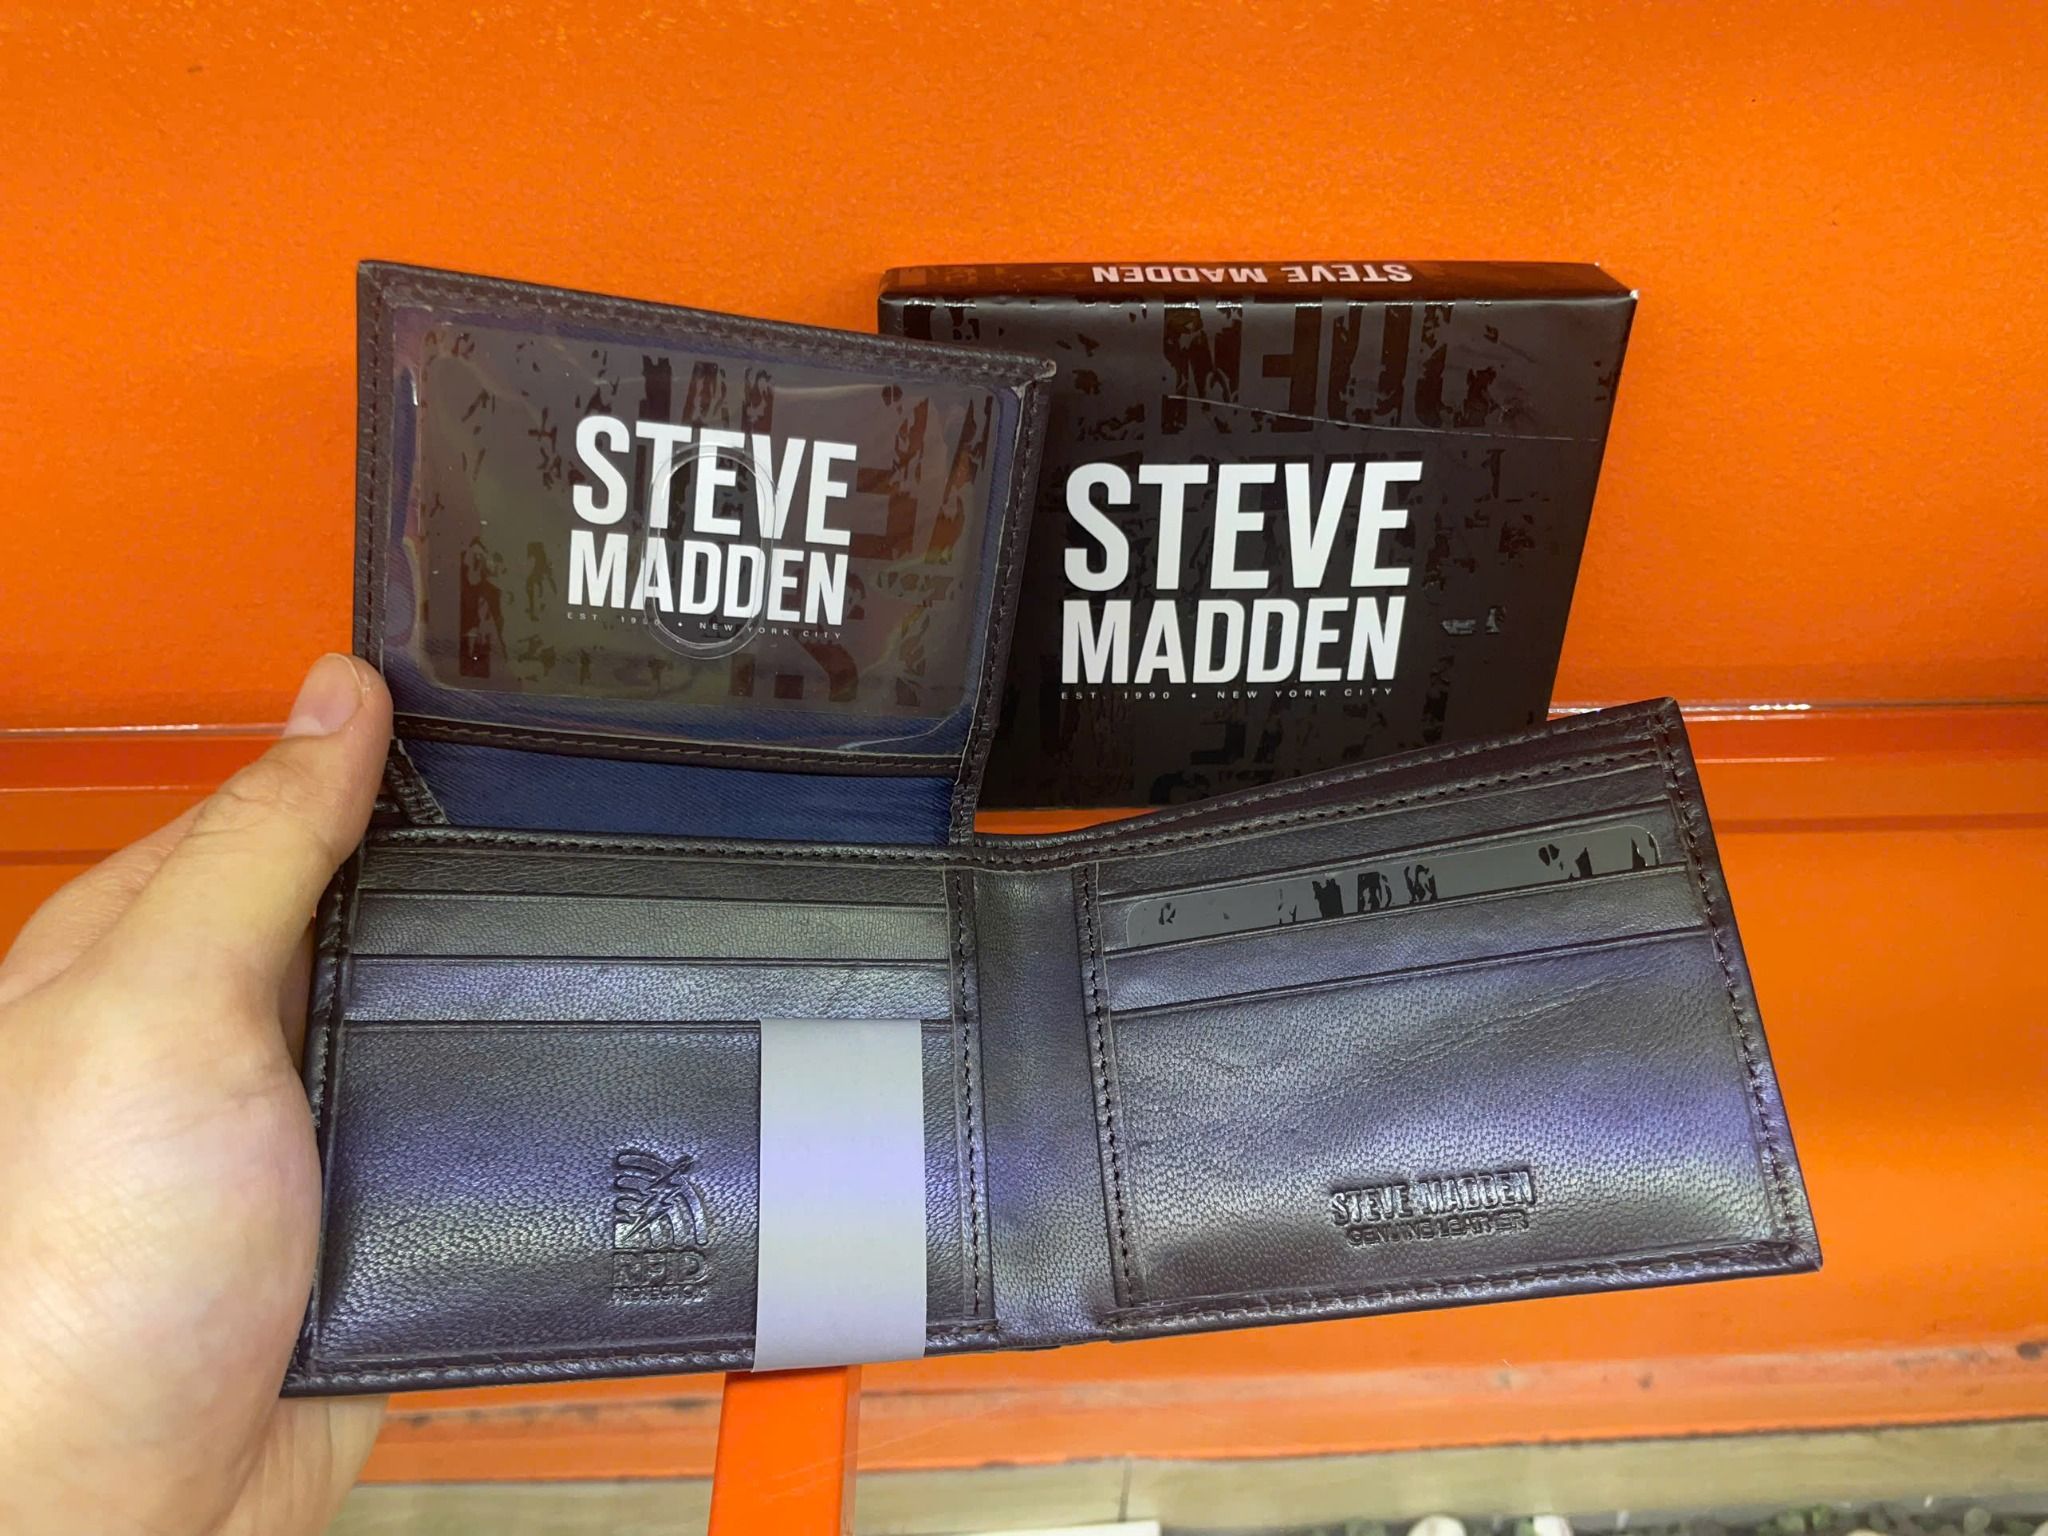 STEVE MADDEN
STEVE
MADDEN
EST. 1990 • NEW YORK CITY
STEVE
MADDEN
EST. 1990 • NEW YORK CITY
RFID
PROTECTION
STEVE MADDEN
GENUINE LEATHER